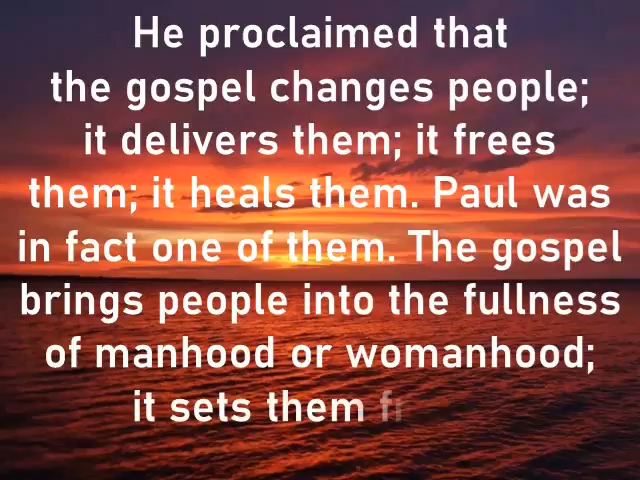 He proclaimed that
the gospel changes people;
it delivers them; it frees
them; it heals them. Paul was
in fact one of them. The gospel
brings people into the fullness
of manhood or womanhood;
it sets them